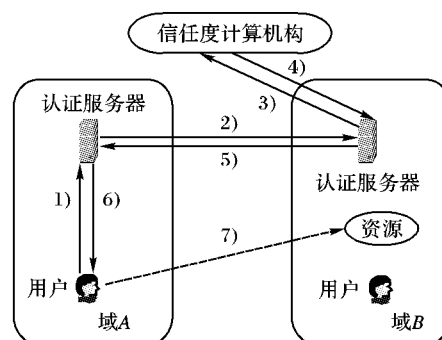 信任度计算机构
4)
3)
认证服务器
2)
5)
认证服务器
1)
6)
7)
资源
用户
用户
域A
域B